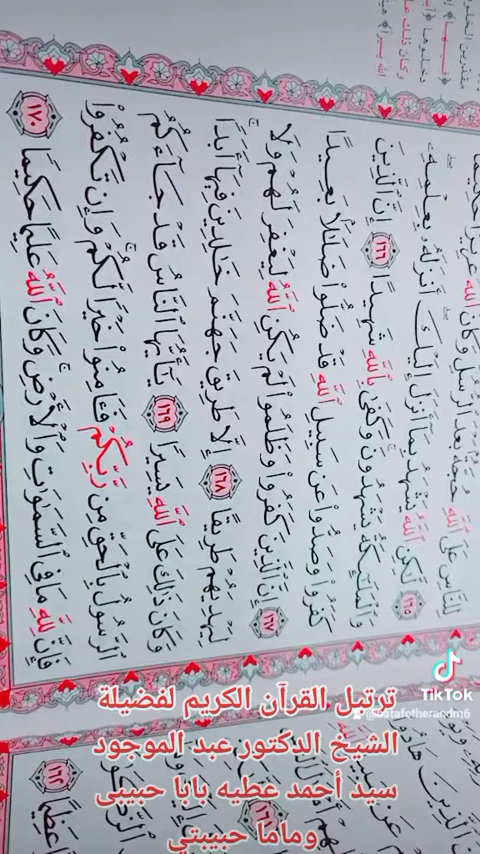 لِلنَّاسِ عَلَى ٱللَّهِ حُجَّةُۢ بَعْدَ ٱلرُّسُلِ ۚ وَكَانَ ٱللَّهُ عَزِيزًا حَكِيمًا
١٦٥ لَّٰكِنِ ٱللَّهُ يَشْهَدُ بِمَآ أَنزَلَ إِلَيْكَ ۖ أَنزَلَهُۥ بِعِلْمِهِۦ ۖ
وَٱلْمَلَٰٓئِكَةُ يَشْهَدُونَ ۚ وَكَفَىٰ بِٱللَّهِ شَهِيدًا ١٦٦ إِنَّ ٱلَّذِينَ
كَفَرُوا۟ وَصَدُّوا۟ عَن سَبِيلِ ٱللَّهِ قَدْ ضَلُّوا۟ ضَلَٰلًۢا بَعِيدًا
١٦٧ إِنَّ ٱلَّذِينَ كَفَرُوا۟ وَظَلَمُوا۟ لَمْ يَكُنِ ٱللَّهُ لِيَغْفِرَ لَهُمْ وَلَا
لِيَهْدِيَهُمْ طَرِيقًا ١٦٨ إِلَّا طَرِيقَ جَهَنَّمَ خَٰلِدِينَ فِيهَآ أَبَدًا ۚ
وَكَانَ ذَٰلِكَ عَلَى ٱللَّهِ يَسِيرًا ١٦٩ يَٰٓأَيُّهَا ٱلنَّاسُ قَدْ جَآءَكُمُ
ٱلرَّسُولُ بِٱلْحَقِّ مِن رَّبِّكُمْ فَـَٔامِنُوا۟ خَيْرًا لَّكُمْ ۚ وَإِن تَكْفُرُوا۟
فَإِنَّ لِلَّهِ مَا فِى ٱلسَّمَٰوَٰتِ وَٱلْأَرْضِ ۚ وَكَانَ ٱللَّهُ عَلِيمًا حَكِيمًا ١٧٠
TikTok
ترتيل القرآن الكريم لفضيلة
الشيخ الدكتور عبد الموجود
سيد أحمد عطيه بابا حبيبى
وماما حبيبتي